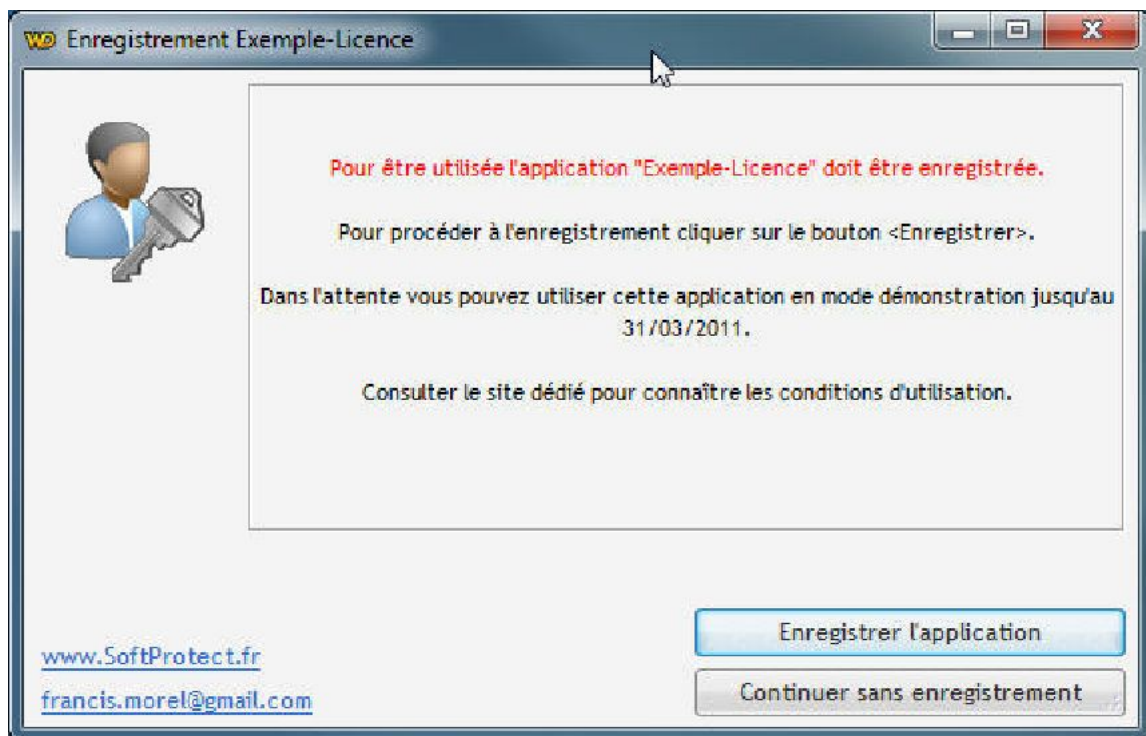 WD Enregistrement Exemple-Licence
Pour être utilisée l'application "Exemple-Licence" doit être enregistrée.
Pour procéder à l'enregistrement cliquer sur le bouton <Enregistrer>.
Dans l'attente vous pouvez utiliser cette application en mode démonstration jusqu'au
31/03/2011.
Consulter le site dédié pour connaître les conditions d'utilisation.
Enregistrer l'application
www.SoftProtect.fr
Continuer sans enregistrement
francis.morel@gmail.com